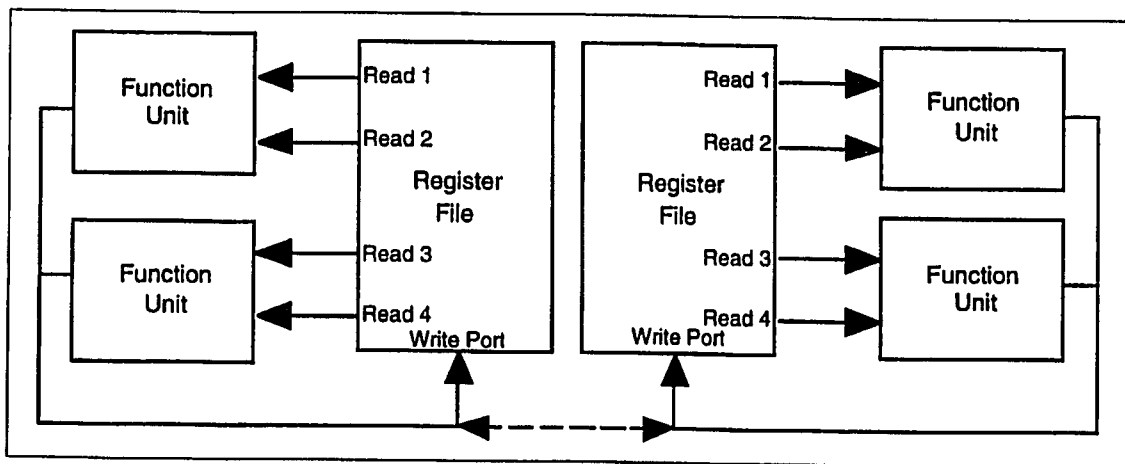 Function
Unit
Read 1
Read 2
Register
File
Function
Unit
Read 3
Read 4
Write Port
Read 1
Read 2
Register
File
Read 3
Read 4
Write Port
Function
Unit
Function
Unit